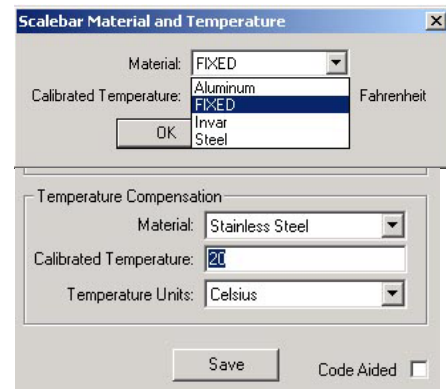 Scalebar Material and Temperature
Material: FIXED
Calibrated Temperature: Fahrenheit
Aluminum
FIXED
Invar
Steel
OK
Temperature Compensation
Material: Stainless Steel
Calibrated Temperature: 20
Temperature Units: Celsius
Save
Code Aided